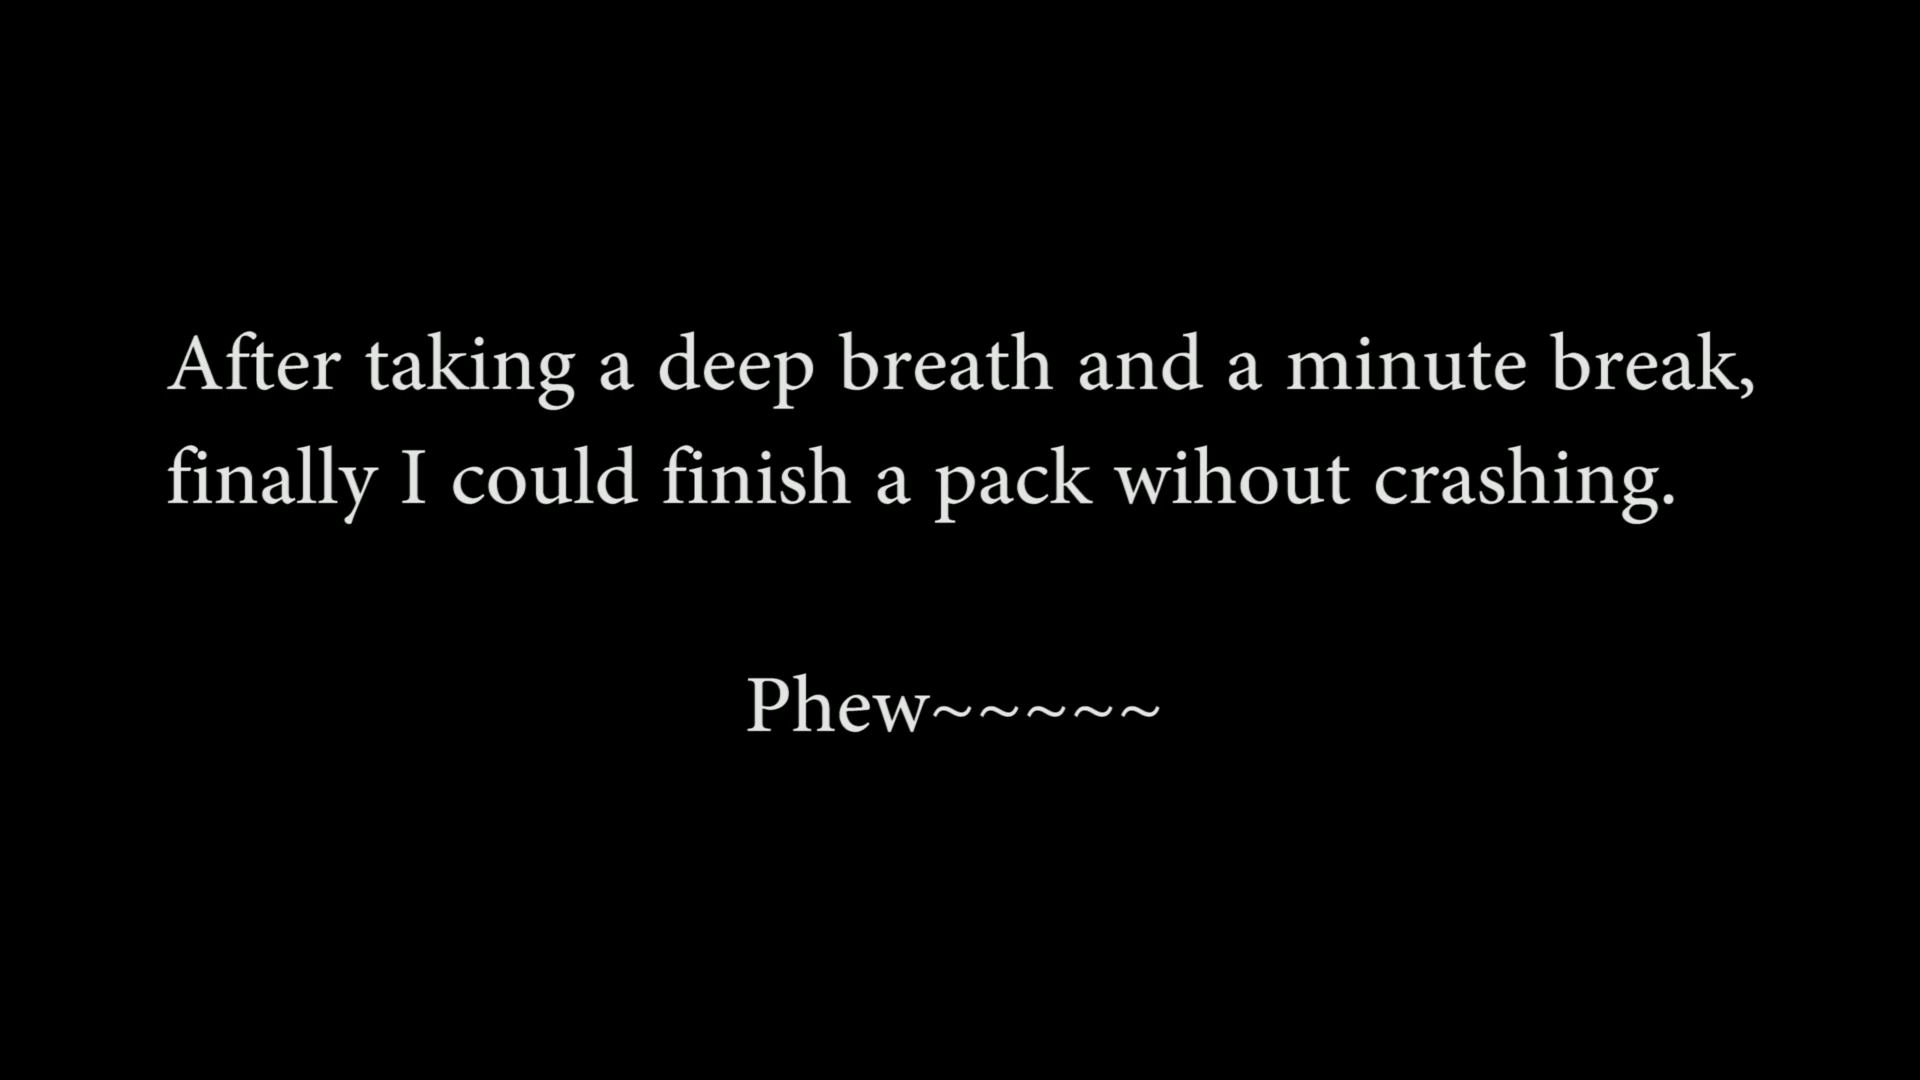 After taking a deep breath and a minute break,
finally I could finish a pack wihout crashing.
Phew~~~~~